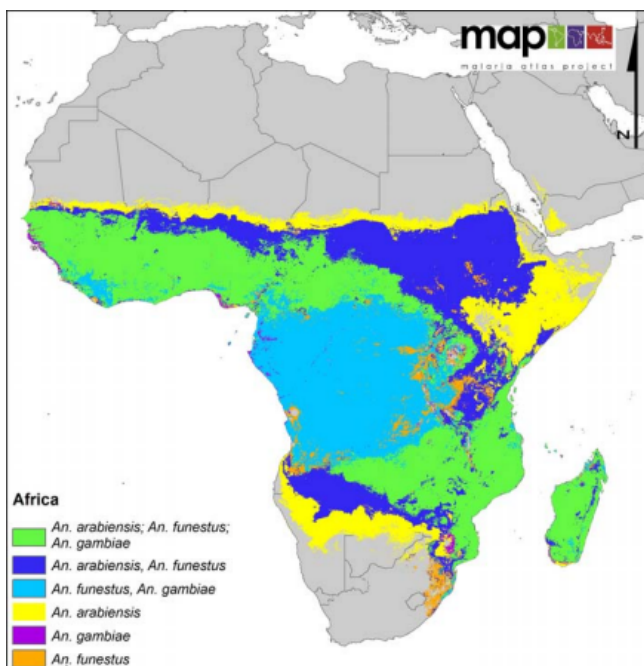 map
malaria atlas project
N
Africa
An. arabiensis; An. funestus;
An. gambiae
An. arabiensis, An. funestus
An. funestus, An. gambiae
An. arabiensis
An. gambiae
An. funestus